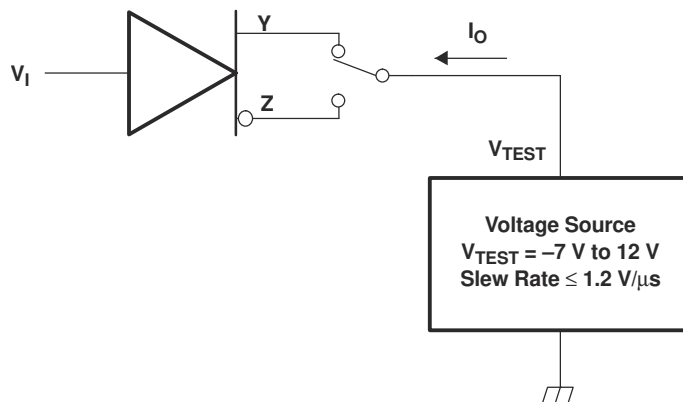 Y
I_O
V_I
Z
V_TEST
Voltage Source
V_TEST = –7 V to 12 V
Slew Rate ≤ 1.2 V/μs